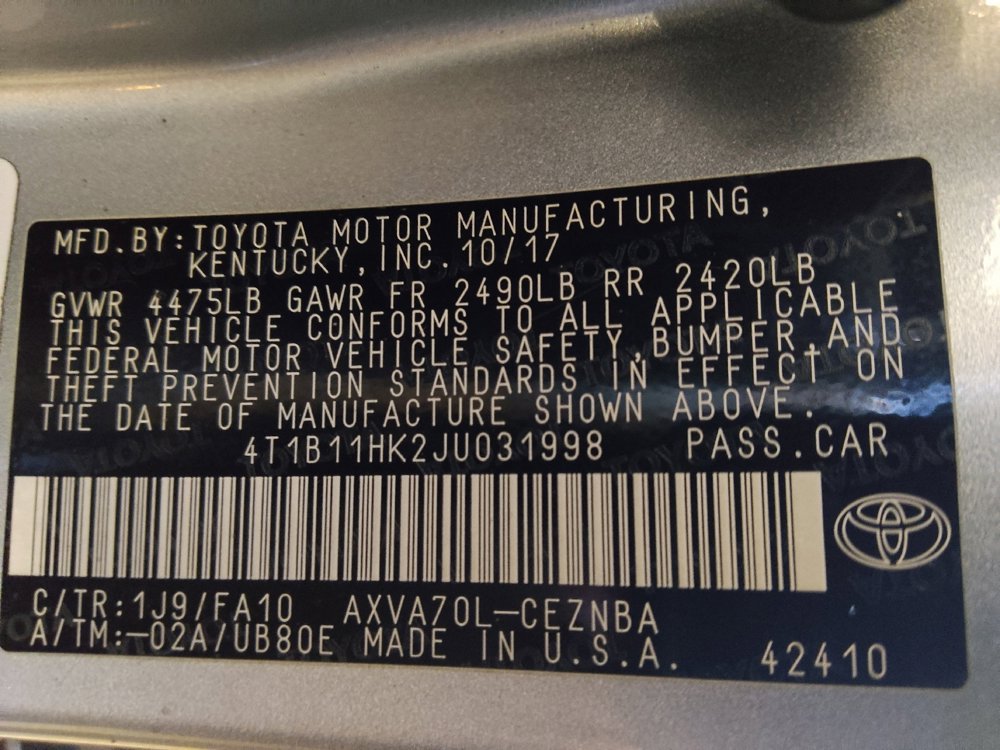 MFD.BY:TOYOTA MOTOR MANUFACTURING,
KENTUCKY,INC.10/17
GVWR 4475LB GAWR FR 2490LB RR 2420LB
THIS VEHICLE CONFORMS TO ALL APPLICABLE
FEDERAL MOTOR VEHICLE SAFETY,BUMPER,AND
THEFT PREVENTION STANDARDS IN EFFECT ON
THE DATE OF MANUFACTURE SHOWN ABOVE.
4T1B11HK2JU031998 PASS.CAR
C/TR:1J9/FA10 AXVA70L-CEZNBA
A/TM:-02A/UB80E MADE IN U.S.A. 42410